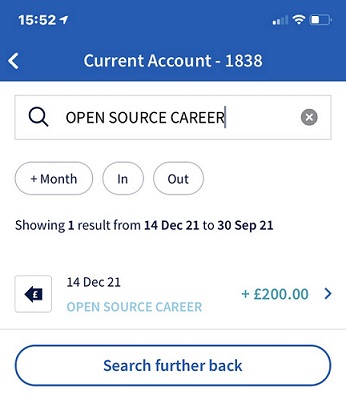 15:52
Current Account - 1838
OPEN SOURCE CAREER
+ Month In Out
Showing 1 result from 14 Dec 21 to 30 Sep 21
£
14 Dec 21
OPEN SOURCE CAREER
+ £200.00
Search further back